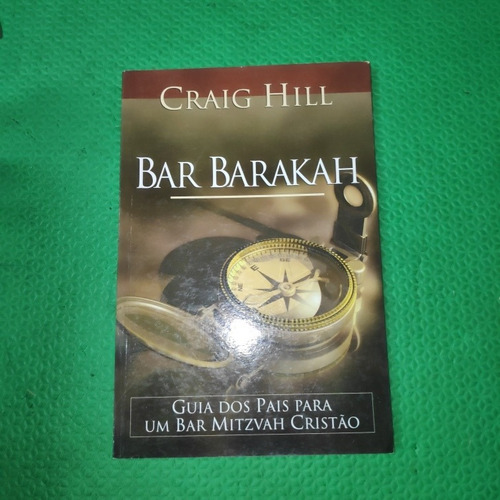 CRAIG HILL
BAR BARAKAH
GUIA DOS PAIS PARA
UM BAR MITZVAH CRISTÃO